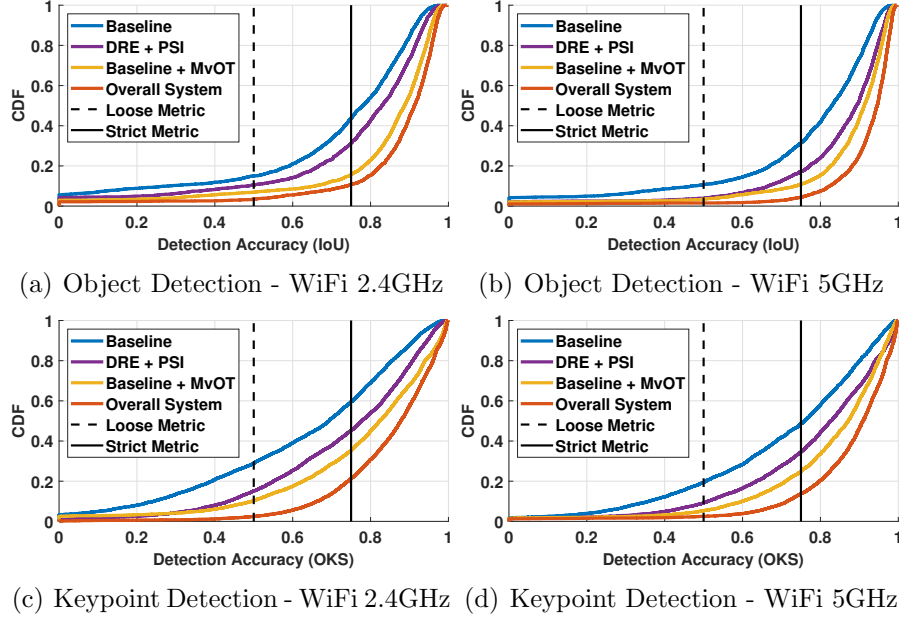 1
0.8
0.6
0.4
0.2
0
CDF
Baseline
DRE + PSI
Baseline + MvOT
Overall System
Loose Metric
Strict Metric
0 0.2 0.4 0.6 0.8 1
Detection Accuracy (IoU)
(a) Object Detection - WiFi 2.4GHz
1
0.8
0.6
0.4
0.2
0
CDF
Baseline
DRE + PSI
Baseline + MvOT
Overall System
Loose Metric
Strict Metric
0 0.2 0.4 0.6 0.8 1
Detection Accuracy (IoU)
(b) Object Detection - WiFi 5GHz
1
0.8
0.6
0.4
0.2
0
CDF
Baseline
DRE + PSI
Baseline + MvOT
Overall System
Loose Metric
Strict Metric
0 0.2 0.4 0.6 0.8 1
Detection Accuracy (OKS)
(c) Keypoint Detection - WiFi 2.4GHz
1
0.8
0.6
0.4
0.2
0
CDF
Baseline
DRE + PSI
Baseline + MvOT
Overall System
Loose Metric
Strict Metric
0 0.2 0.4 0.6 0.8 1
Detection Accuracy (OKS)
(d) Keypoint Detection - WiFi 5GHz